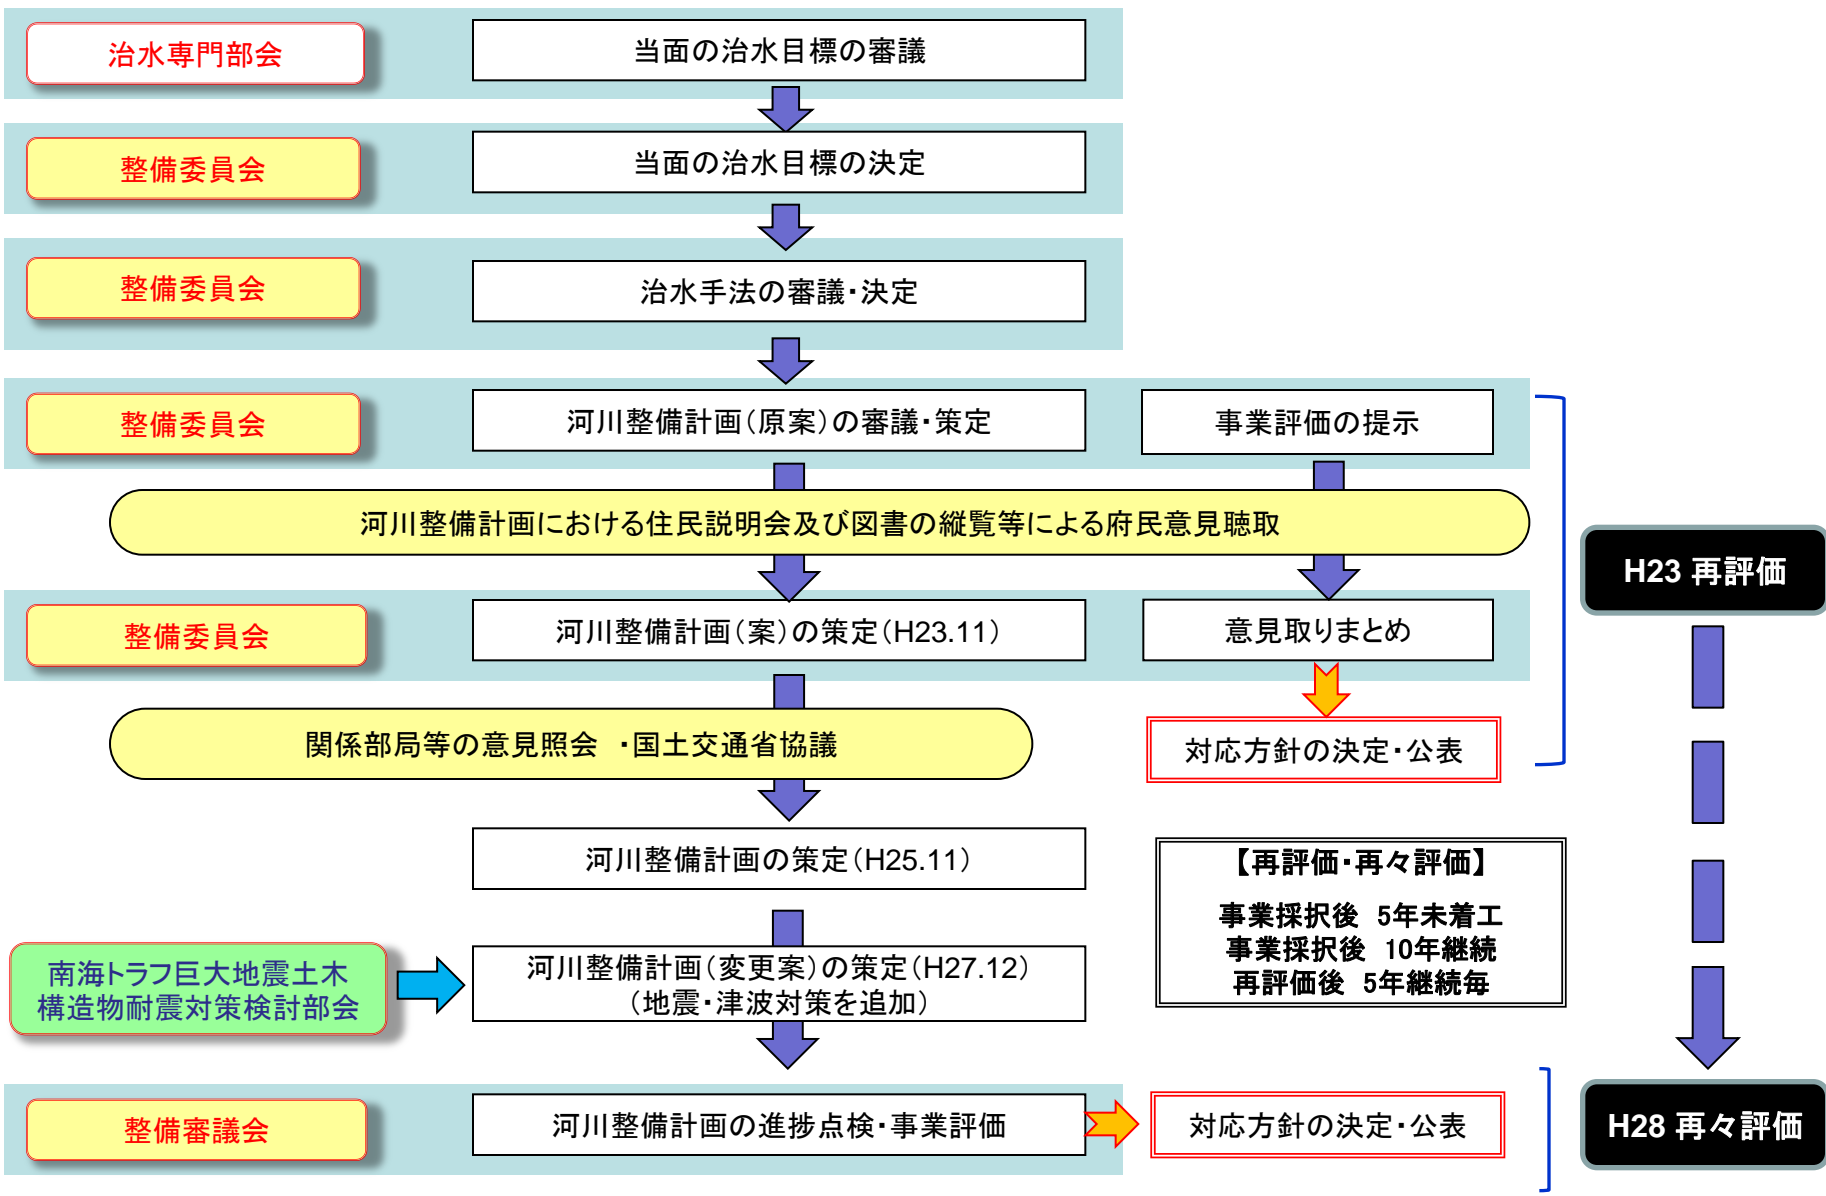 治水専門部会
当面の治水目標の審議
整備委員会
当面の治水目標の決定
整備委員会
治水手法の審議・決定
整備委員会
河川整備計画（原案）の審議・策定
事業評価の提示
河川整備計画における住民説明会及び図書の縦覧等による府民意見聴取
H23 再評価
整備委員会
河川整備計画（案）の策定（H23.11）
意見取りまとめ
関係部局等の意見照会　・国土交通省協議
対応方針の決定・公表
河川整備計画の策定（H25.11）
【再評価・再々評価】
事業採択後　5年未着工
事業採択後　10年継続
再評価後　5年継続毎
南海トラフ巨大地震土木
構造物耐震対策検討部会
河川整備計画（変更案）の策定（H27.12）
（地震・津波対策を追加）
整備審議会
河川整備計画の進捗点検・事業評価
対応方針の決定・公表
H28 再々評価